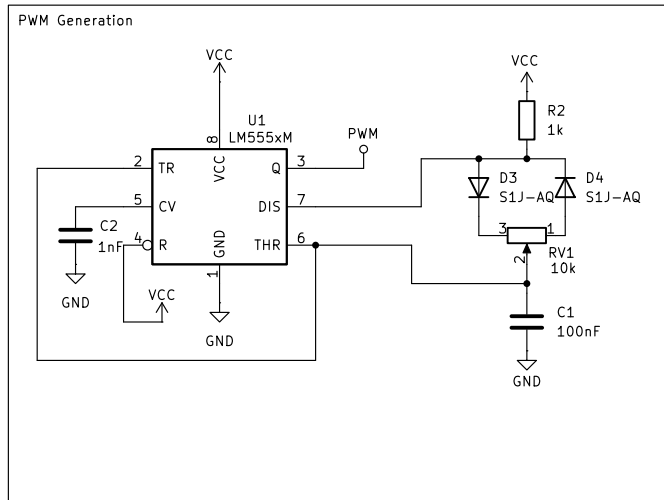 PWM Generation
VCC
VCC
U1
LM555xM
PWM
R2
1k
8
VCC
2
TR
Q
3
5
CV
DIS
7
D3
S1J-AQ
D4
S1J-AQ
C2
1nF
4
R
GND
THR
6
3
1
RV1
10k
2
1
VCC
GND
GND
C1
100nF
GND